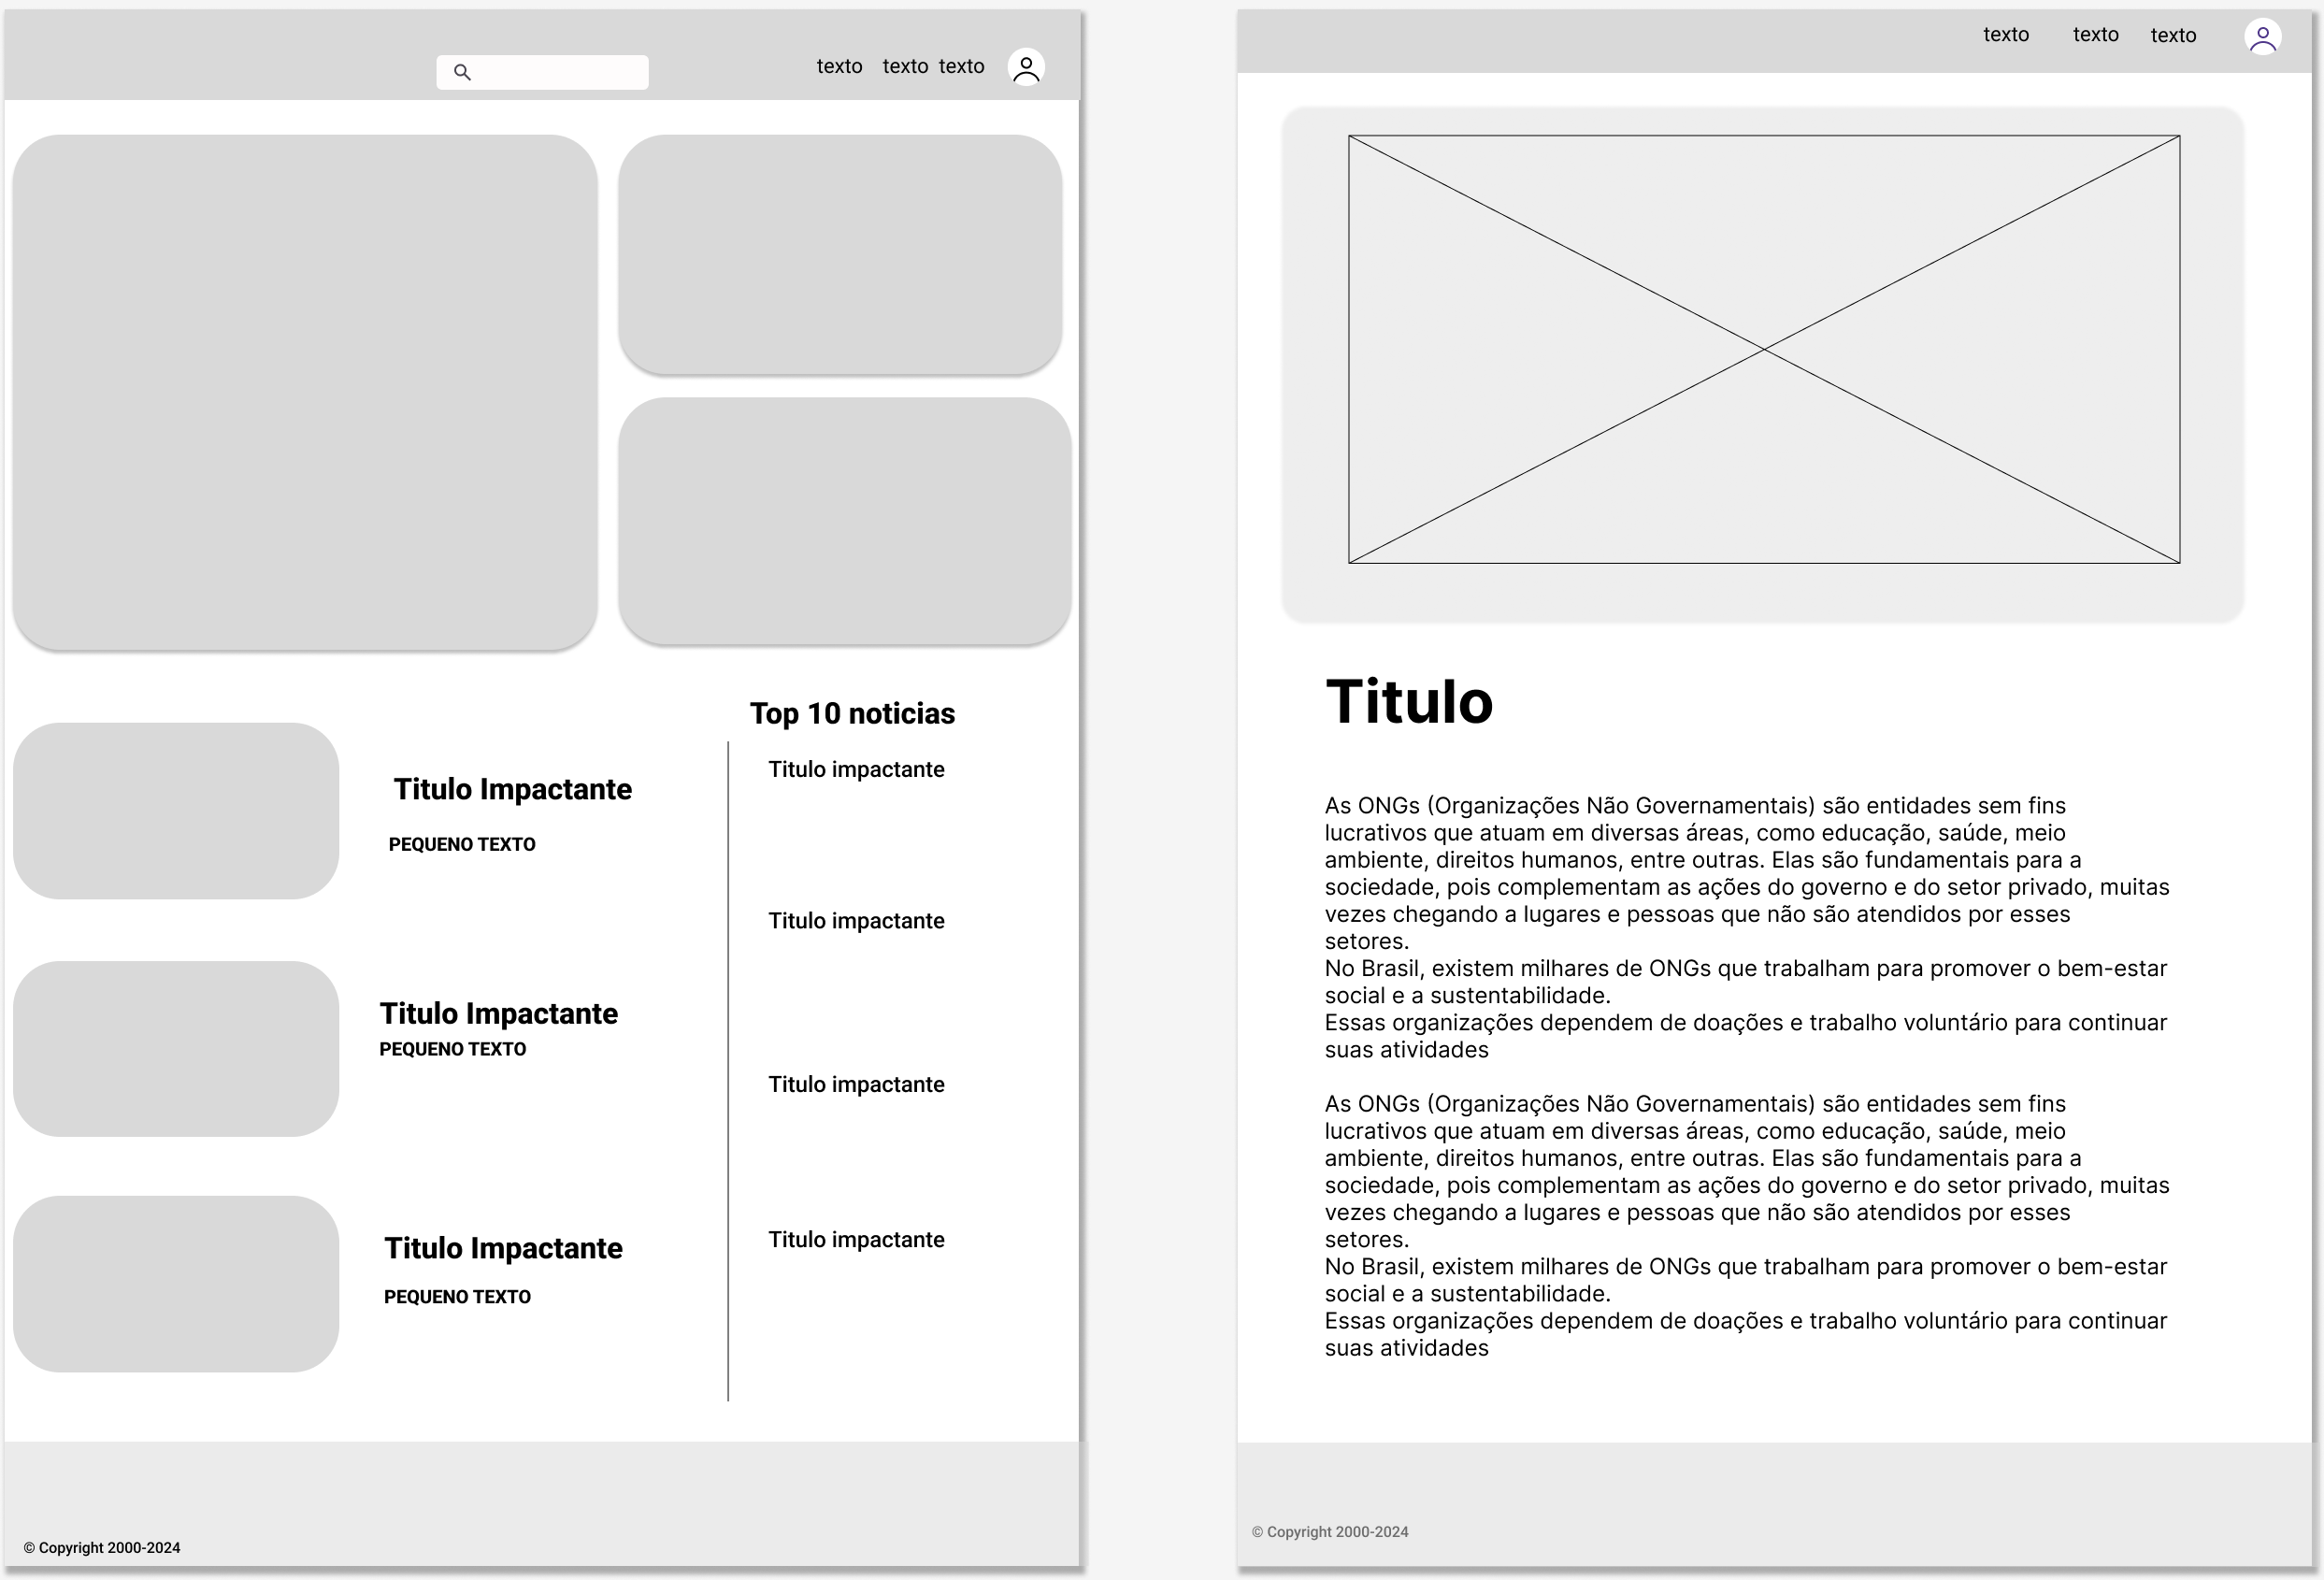 texto texto texto
Top 10 noticias
Titulo Impactante
PEQUENO TEXTO
Titulo Impactante
PEQUENO TEXTO
Titulo Impactante
PEQUENO TEXTO
Titulo impactante
Titulo impactante
Titulo impactante
Titulo impactante
© Copyright 2000-2024
texto texto texto
Titulo
As ONGs (Organizações Não Governamentais) são entidades sem fins
lucrativos que atuam em diversas áreas, como educação, saúde, meio
ambiente, direitos humanos, entre outras. Elas são fundamentais para a
sociedade, pois complementam as ações do governo e do setor privado, muitas
vezes chegando a lugares e pessoas que não são atendidos por esses
setores.
No Brasil, existem milhares de ONGs que trabalham para promover o bem-estar
social e a sustentabilidade.
Essas organizações dependem de doações e trabalho voluntário para continuar
suas atividades
As ONGs (Organizações Não Governamentais) são entidades sem fins
lucrativos que atuam em diversas áreas, como educação, saúde, meio
ambiente, direitos humanos, entre outras. Elas são fundamentais para a
sociedade, pois complementam as ações do governo e do setor privado, muitas
vezes chegando a lugares e pessoas que não são atendidos por esses
setores.
No Brasil, existem milhares de ONGs que trabalham para promover o bem-estar
social e a sustentabilidade.
Essas organizações dependem de doações e trabalho voluntário para continuar
suas atividades
© Copyright 2000-2024